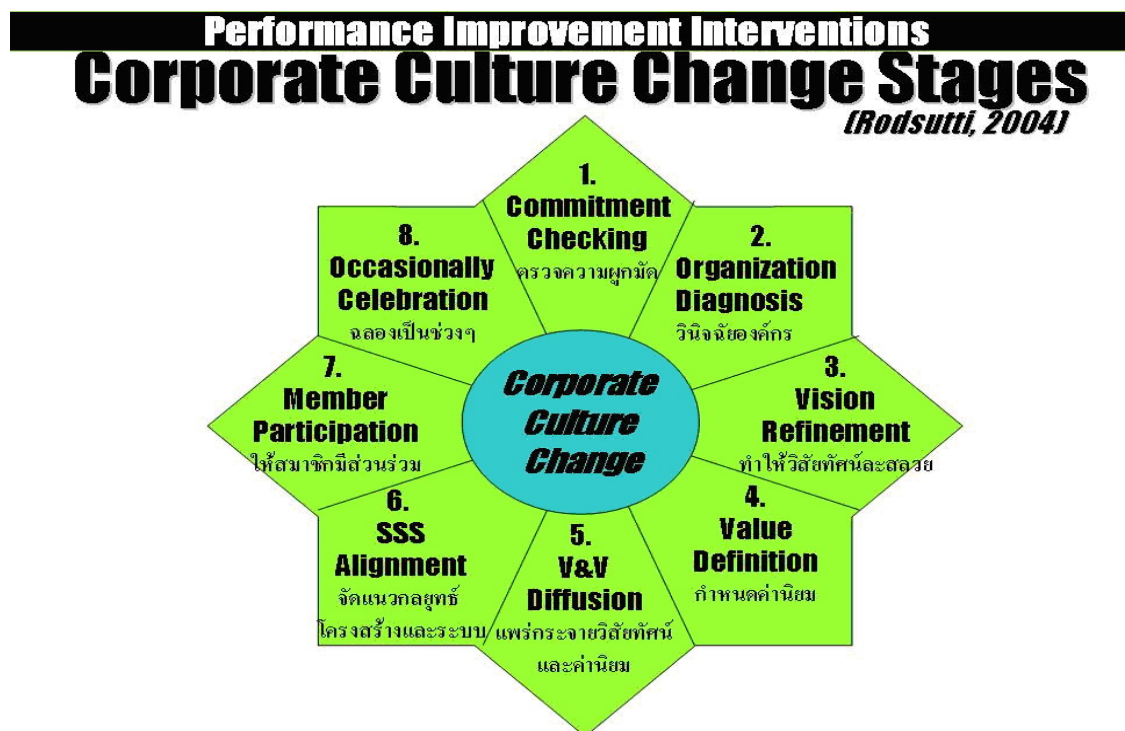 Performance Improvement Interventions
Corporate Culture Change Stages
(Rodsutti, 2004)
1.
Commitment
Checking
ตรวจความผูกมัด
2.
Organization
Diagnosis
วินิจฉัยองค์กร
3.
Vision
Refinement
ทำให้วิสัยทัศน์ละสลวย
4.
Value
Definition
กำหนดค่านิยม
5.
V&V
Diffusion
แพร่กระจายวิสัยทัศน์
และค่านิยม
6.
SSS
Alignment
จัดแนวกลยุทธ์
โครงสร้างและระบบ
7.
Member
Participation
ให้สมาชิกมีส่วนร่วม
8.
Occasionally
Celebration
ฉลองเป็นช่วงๆ
Corporate
Culture
Change